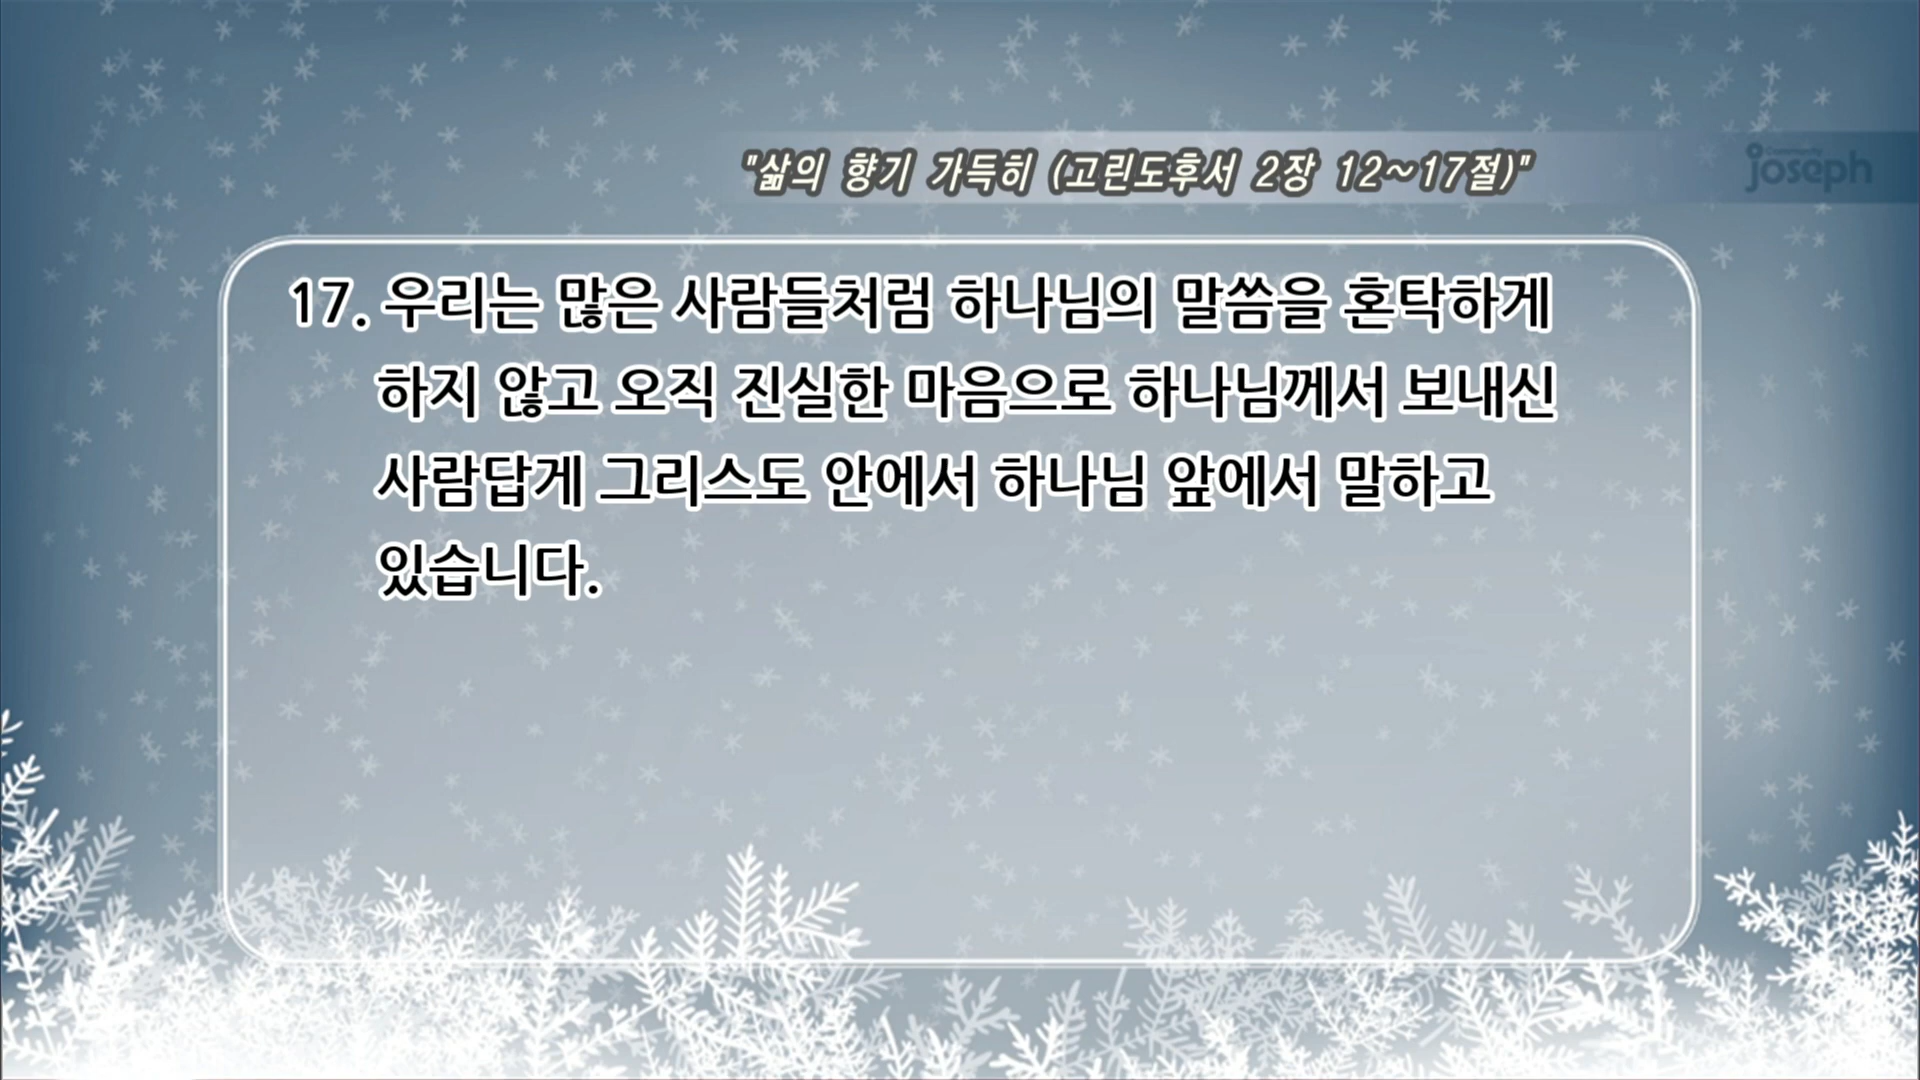 "삶의 향기 가득히 (고린도후서 2장 12~17절)"
joseph
17. 우리는 많은 사람들처럼 하나님의 말씀을 혼탁하게
하지 않고 오직 진실한 마음으로 하나님께서 보내신
사람답게 그리스도 안에서 하나님 앞에서 말하고
있습니다.